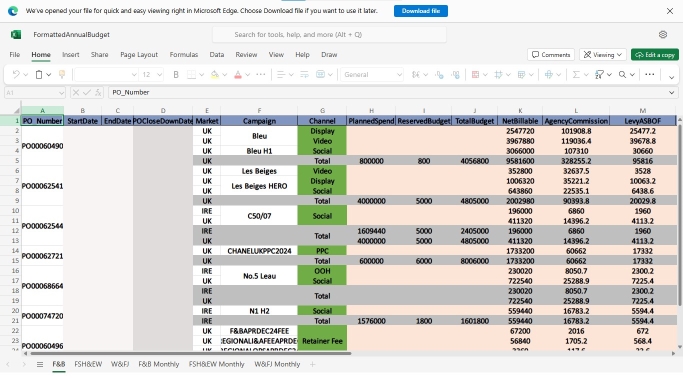 We've opened your file for quick and easy viewing right in Microsoft Edge. Choose Download file if you want to use it later. Download file
FormattedAnnualBudget Search for tools, help, and more (Alt + Q)
File Home Insert Share Page Layout Formulas Data Review View Help Draw Comments Viewing Edit a copy
12 B General
A1 PO_Number
A B C D E F G H I J K L M
1 PO_Number StartDate EndDate POCloseDownDate Market Campaign Channel PlannedSpend ReservedBudget TotalBudget NetBillable AgencyCommission LevyASBOF
2 UK Display 2547720 101908.8 25477.2
Bleu
3 UK Video 3967880 119036.4 39678.8
PO00060490
4 UK Bleu H1 Social 3066000 107310 30660
5 UK Total 800000 800 4056800 9581600 328255.2 95816
6 UK Les Beiges Video 352800 32637.5 3528
7 UK Display 1006320 35221.2 10063.2
PO00062541 Les Beiges HERO
8 UK Social 643860 22535.1 6438.6
9 UK Total 4000000 5000 4805000 2002980 90393.8 20029.8
10 IRE 196000 6860 1960
C50/07 Social
11 UK 411320 14396.2 4113.2
PO00062544
12 IRE 1609440 5000 2405000 196000 6860 1960
Total
13 UK 4000000 5000 4805000 411320 14396.2 4113.2
14 UK CHANELUKPPC2024 PPC 1733200 60662 17332
PO00062721
15 UK Total 600000 6000 8006000 1733200 60662 17332
16 IRE OOH 230020 8050.7 2300.2
No.5 Leau
17 UK Social 722540 25288.9 7225.4
PO00068664
18 IRE 230020 8050.7 2300.2
Total
19 UK 722540 25288.9 7225.4
20 IRE N1 H2 Social 559440 16783.2 5594.4
PO00074720
21 IRE Total 1576000 1800 1601800 559440 16783.2 5594.4
22 UK F&BAPRDEC24FEE 67200 2016 672
23 UK :EGIONALI&AFEEAPRDE Retainer Fee 56840 1705.2 568.4
PO00060496
F&B FSH&EW W&FJ F&B Monthly FSH&EW Monthly W&FJ Monthly